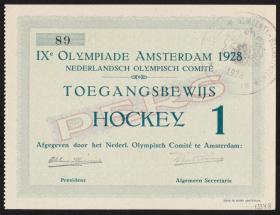 89
IXe OLYMPIADE AMSTERDAM 1928
NEDERLANDSCH OLYMPISCH COMITÉ
TOEGANGSBEWIJS
PERS
HOCKEY 1
Afgegeven door het Nederl. Olympisch Comité te Amsterdam:
President
Algemeen Secretaris
1928